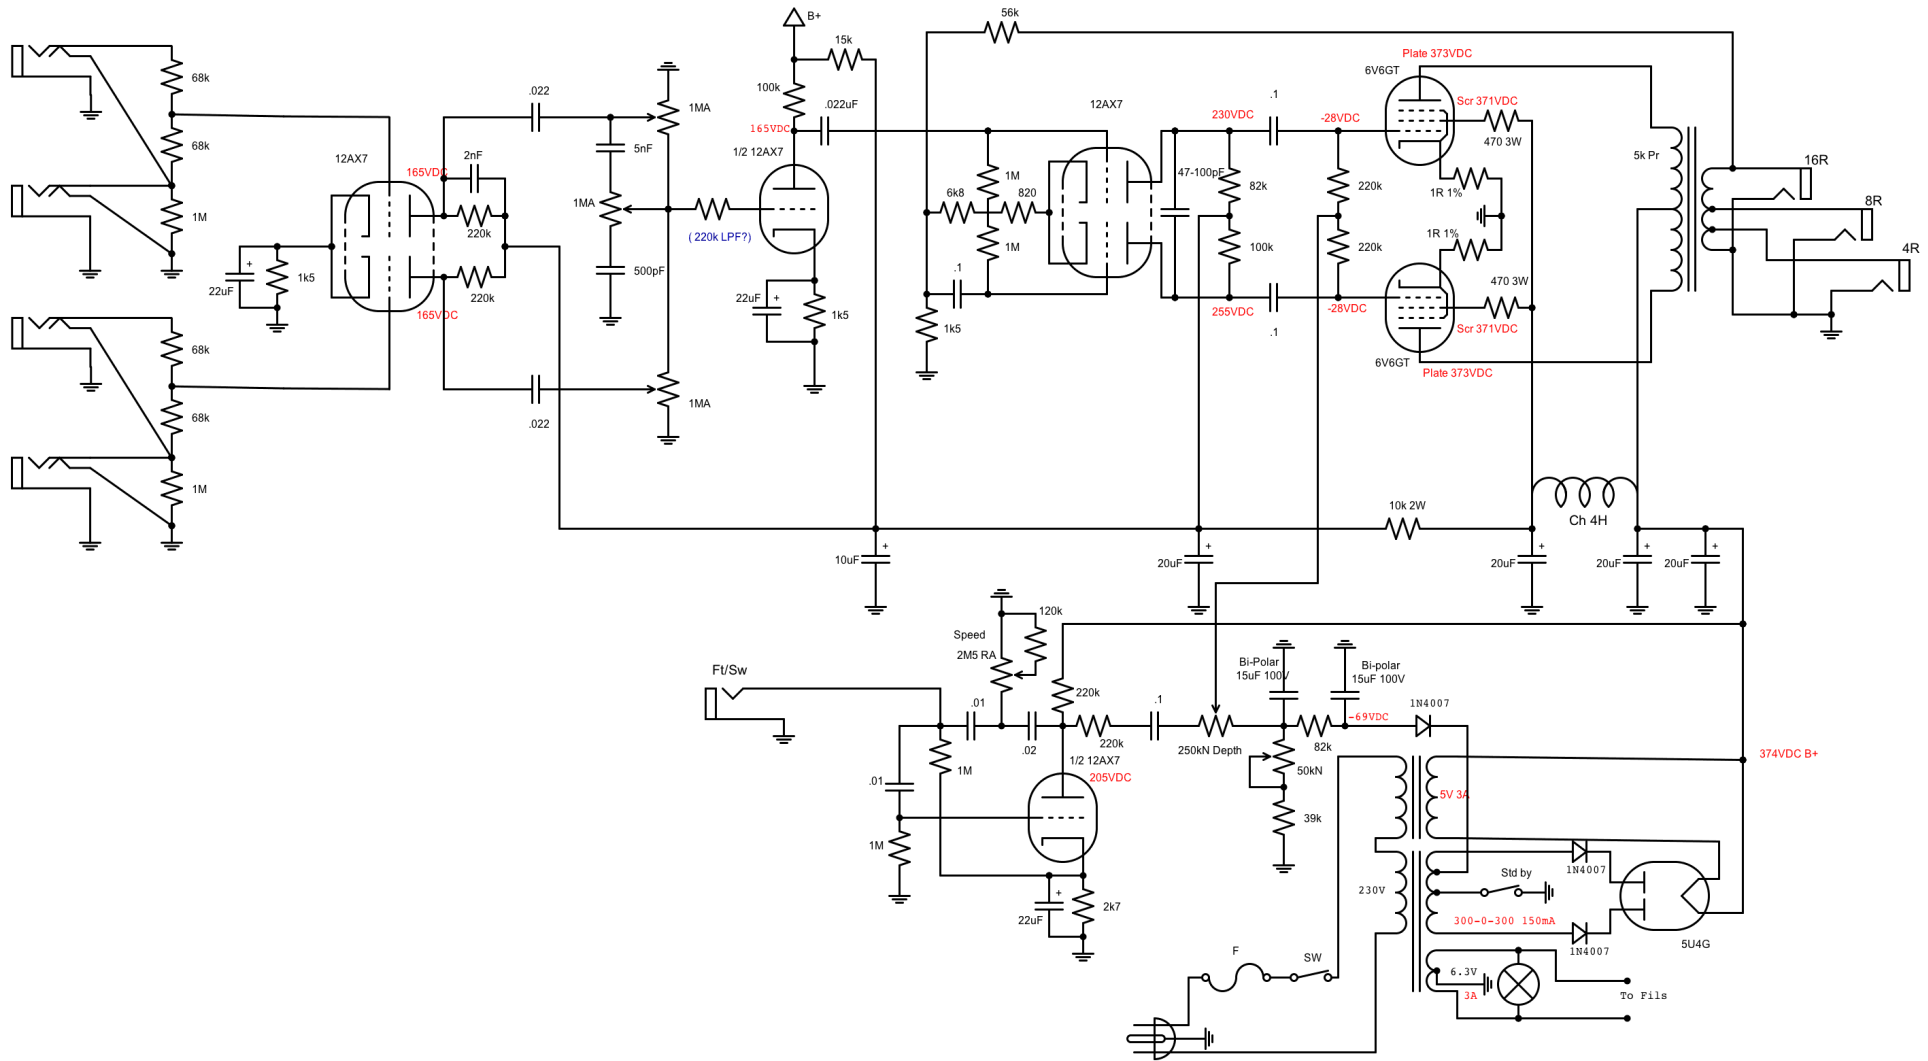 56k
B+
15k
Plate 373VDC
6V6GT
68k
100k
.022
.1
Scr 371VDC
1MA
.022uF
12AX7
230VDC
-28VDC
165VDC
470 3W
68k
5nF
1/2 12AX7
5k Pr
12AX7
2nF
16R
165VDC
1M
47-100pF
82k
220k
1R 1%
6k8
820
1MA
8R
1M
220k
( 220k LPF?)
1R 1%
1M
100k
220k
4R
1k5
500pF
.1
470 3W
22uF
220k
22uF
+
+
165VDC
1k5
1k5
255VDC
-28VDC
Scr 371VDC
.1
68k
6V6GT
Plate 373VDC
1MA
68k
.022
1M
10k 2W
Ch 4H
+
+
+
+
+
10uF
20uF
20uF
20uF
20uF
120k
Speed
2M5 RA
Ft/Sw
Bi-Polar
15uF 100V
Bi-polar
15uF 100V
220k
.01
.1
1N4007
-69VDC
.02
220k
250kN Depth
82k
1/2 12AX7
205VDC
374VDC B+
1M
50kN
.01
5V 3A
39k
1M
1N4007
Std by
230V
+
22uF
2k7
300-0-300 150mA
1N4007
5U4G
F
SW
6.3V
3A
To Fils